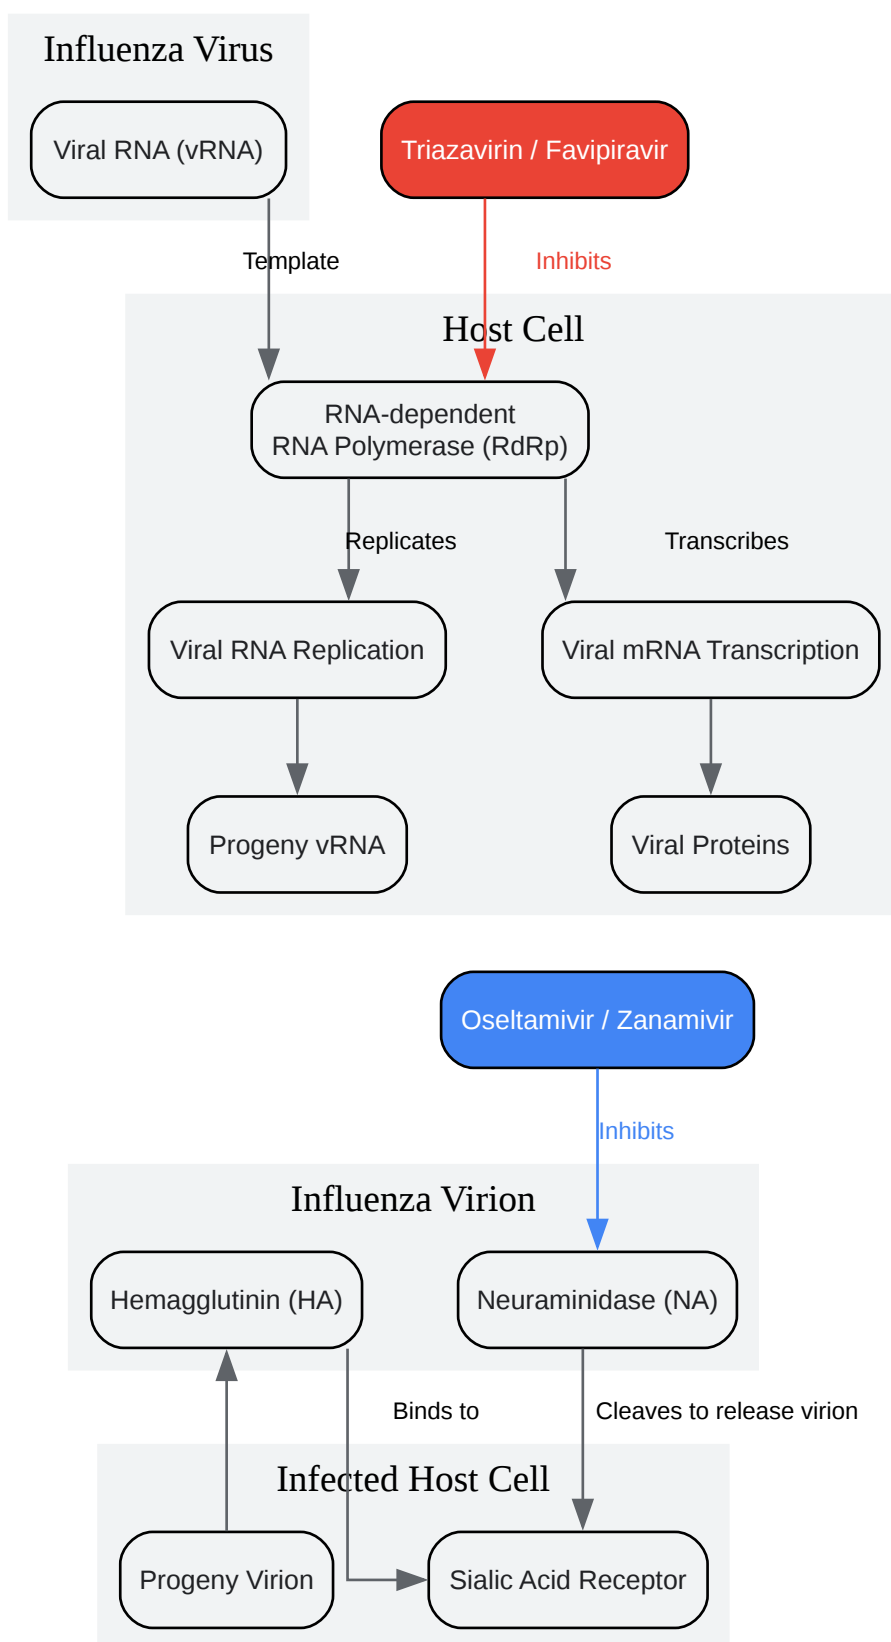 Influenza Virus
Viral RNA (vRNA)
Triazavirin / Favipiravir
Template
Inhibits
Host Cell
RNA-dependent
RNA Polymerase (RdRp)
Replicates
Transcribes
Viral RNA Replication
Viral mRNA Transcription
Progeny vRNA
Viral Proteins
Oseltamivir / Zanamivir
Inhibits
Influenza Virion
Hemagglutinin (HA)
Neuraminidase (NA)
Binds to
Cleaves to release virion
Infected Host Cell
Progeny Virion
Sialic Acid Receptor